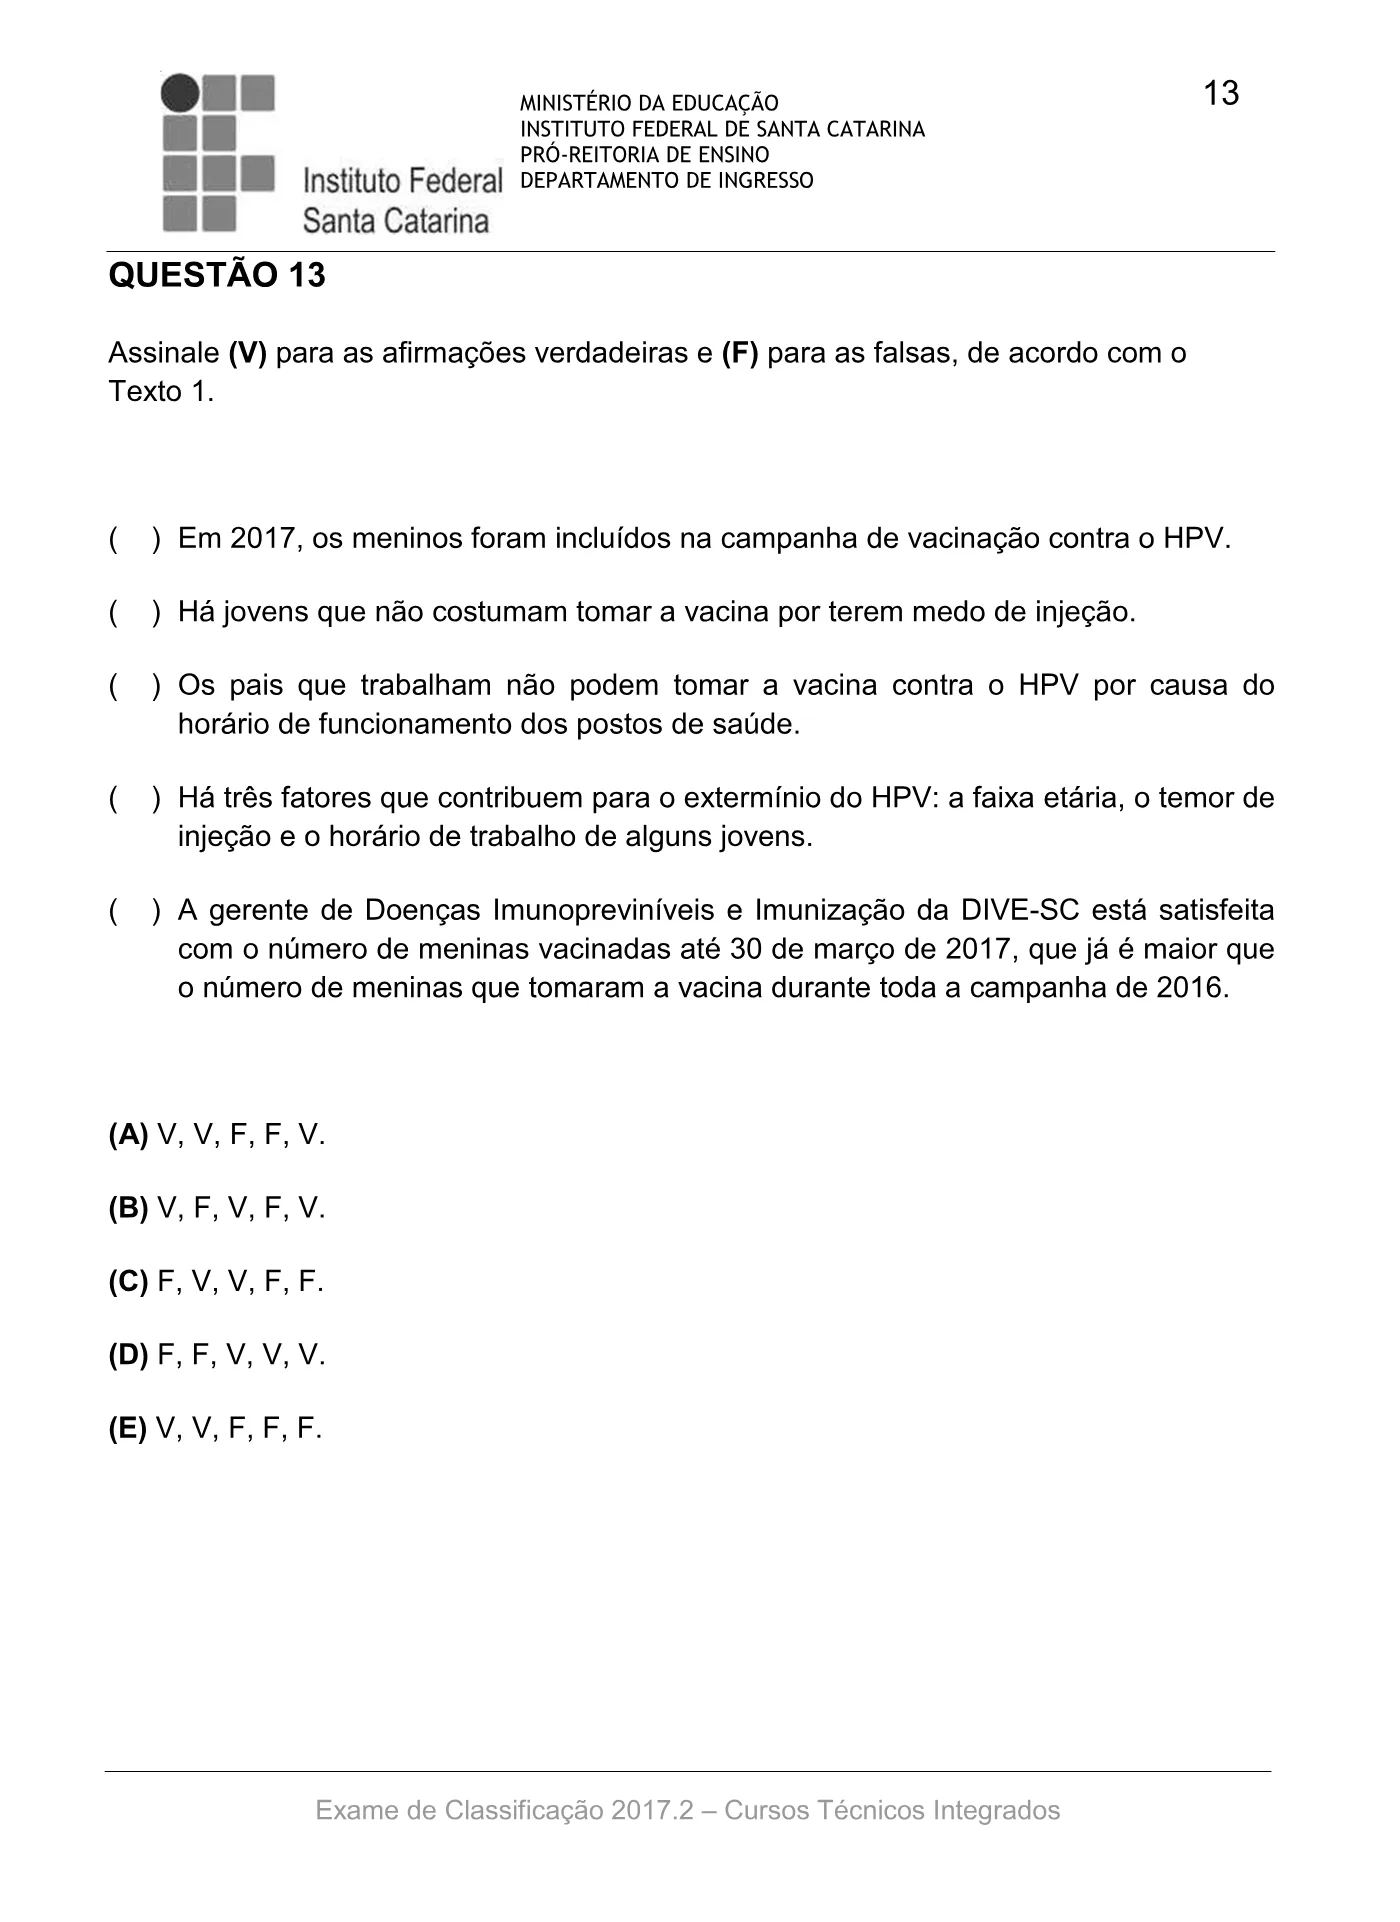 13
MINISTÉRIO DA EDUCAÇÃO
INSTITUTO FEDERAL DE SANTA CATARINA
PRÓ-REITORIA DE ENSINO
DEPARTAMENTO DE INGRESSO
Instituto Federal
Santa Catarina
QUESTÃO 13
Assinale (V) para as afirmações verdadeiras e (F) para as falsas, de acordo com o
Texto 1.
( ) Em 2017, os meninos foram incluídos na campanha de vacinação contra o HPV.
( ) Há jovens que não costumam tomar a vacina por terem medo de injeção.
( ) Os pais que trabalham não podem tomar a vacina contra o HPV por causa do
horário de funcionamento dos postos de saúde.
( ) Há três fatores que contribuem para o extermínio do HPV: a faixa etária, o temor de
injeção e o horário de trabalho de alguns jovens.
( ) A gerente de Doenças Imunopreviníveis e Imunização da DIVE-SC está satisfeita
com o número de meninas vacinadas até 30 de março de 2017, que já é maior que
o número de meninas que tomaram a vacina durante toda a campanha de 2016.
(A) V, V, F, F, V.
(B) V, F, V, F, V.
(C) F, V, V, F, F.
(D) F, F, V, V, V.
(E) V, V, F, F, F.
Exame de Classificação 2017.2 – Cursos Técnicos Integrados